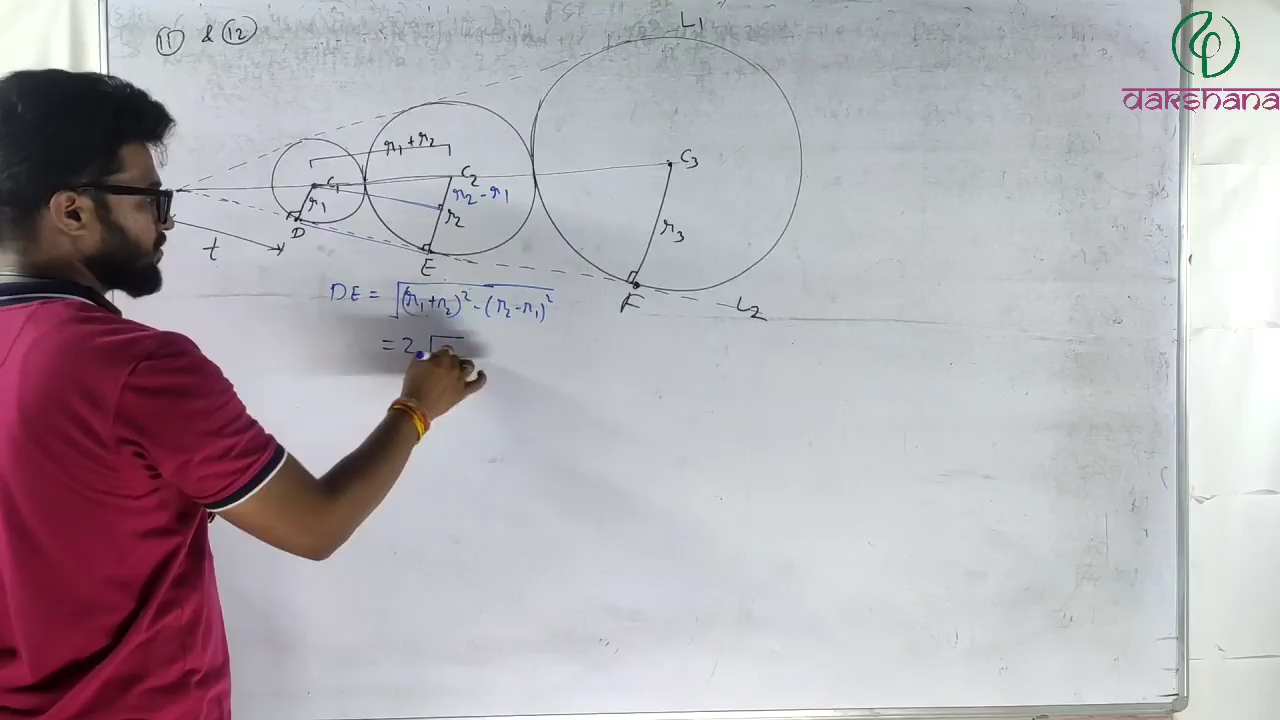 11 & 12
L1
dakshana
r1+r2
C1
C2
C3
r2-r1
r1
r2
r3
D
t
E
F
L2
DE = √(r1+r2)² - (r2-r1)²
= 2√